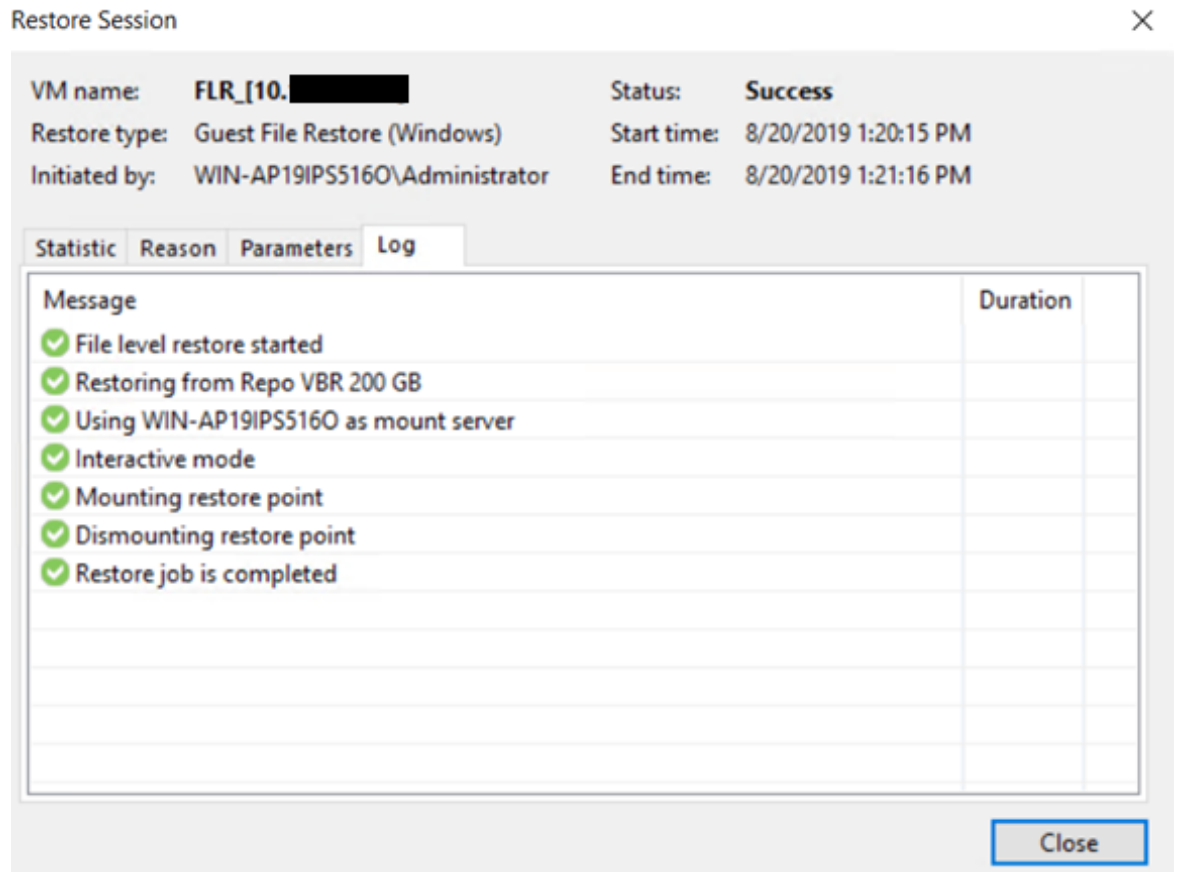 Restore Session
VM name: FLR_[10. Status: Success
Restore type: Guest File Restore (Windows) Start time: 8/20/2019 1:20:15 PM
Initiated by: WIN-AP19IPS516O\Administrator End time: 8/20/2019 1:21:16 PM
Statistic Reason Parameters Log
Message Duration
File level restore started
Restoring from Repo VBR 200 GB
Using WIN-AP19IPS516O as mount server
Interactive mode
Mounting restore point
Dismounting restore point
Restore job is completed
Close